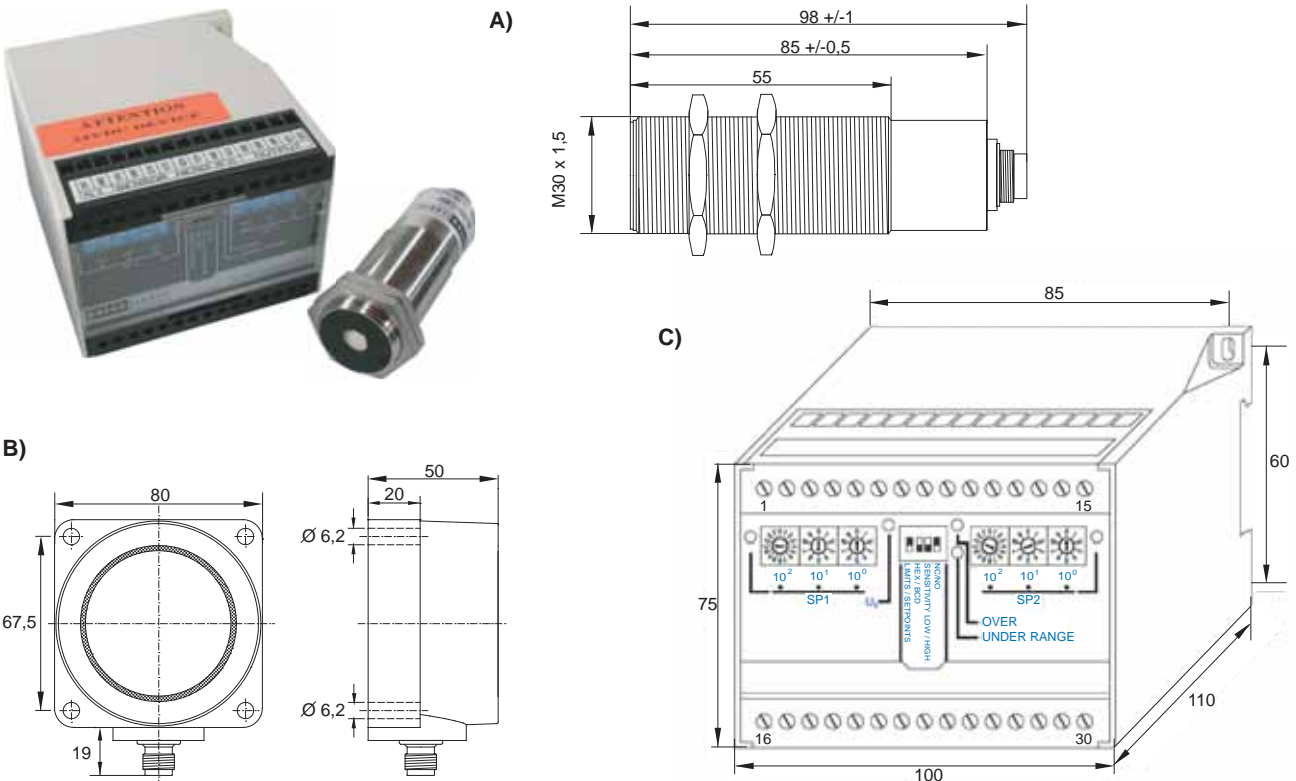 A)
98 +/-1
85 +/-0,5
55
M30 x 1,5
ATTENTION
C)
85
60
75
1
15
10² 10¹ 10⁰
SP1
NC/NO
SENSITIVITY LOW / HIGH
HEX / BCD
LIMITS / SETPOINTS
10² 10¹ 10⁰
SP2
OVER
UNDER RANGE
16
30
110
100
B)
80
67,5
19
50
20
Ø 6,2
Ø 6,2